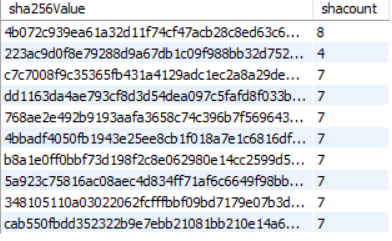 sha256Value shacount
4b072c939ea61a32d11f74cf47acb28c8ed63c6... 8
223ac9d0f8e79288d9a67db1c09f988bb32d752... 4
c7c7008f9c35365fb431a4129adc1ec2a8a29de... 7
dd1163da4ae793cf8d3d54dea097c5fafd8f033b... 7
768ae2e492b9193aafa3658c74c396b7f569643... 7
4bbadf4050fb1943e25ee8cb1f018a7e1c6816df... 7
b8a1e0ff0bbf73d198f2c8e062980e14cc2599d5... 7
5a923c75816ac08aec4d834ff71af6c6649f98bb... 7
348105110a03022062fcfffbbf09bd7179e07b3d... 7
cab550fbdd352322b9e7ebb21081bb210e14a6... 7